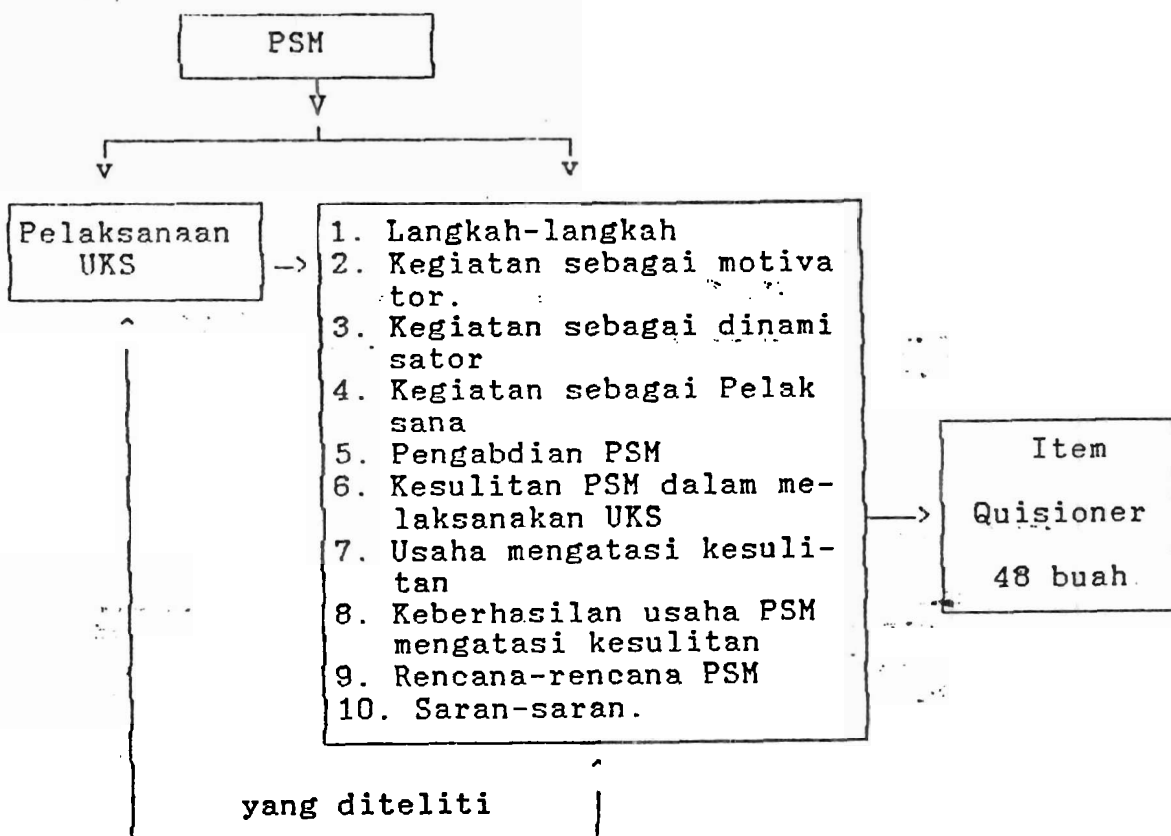 PSM
Pelaksanaan
UKS
1. Langkah-langkah
2. Kegiatan sebagai motiva
tor.
3. Kegiatan sebagai dinami
sator
4. Kegiatan sebagai Pelak
sana
5. Pengabdian PSM
6. Kesulitan PSM dalam me-
laksanakan UKS
7. Usaha mengatasi kesuli-
tan
8. Keberhasilan usaha PSM
mengatasi kesulitan
9. Rencana-rencana PSM
10. Saran-saran.
Item
Quisioner
48 buah
yang diteliti